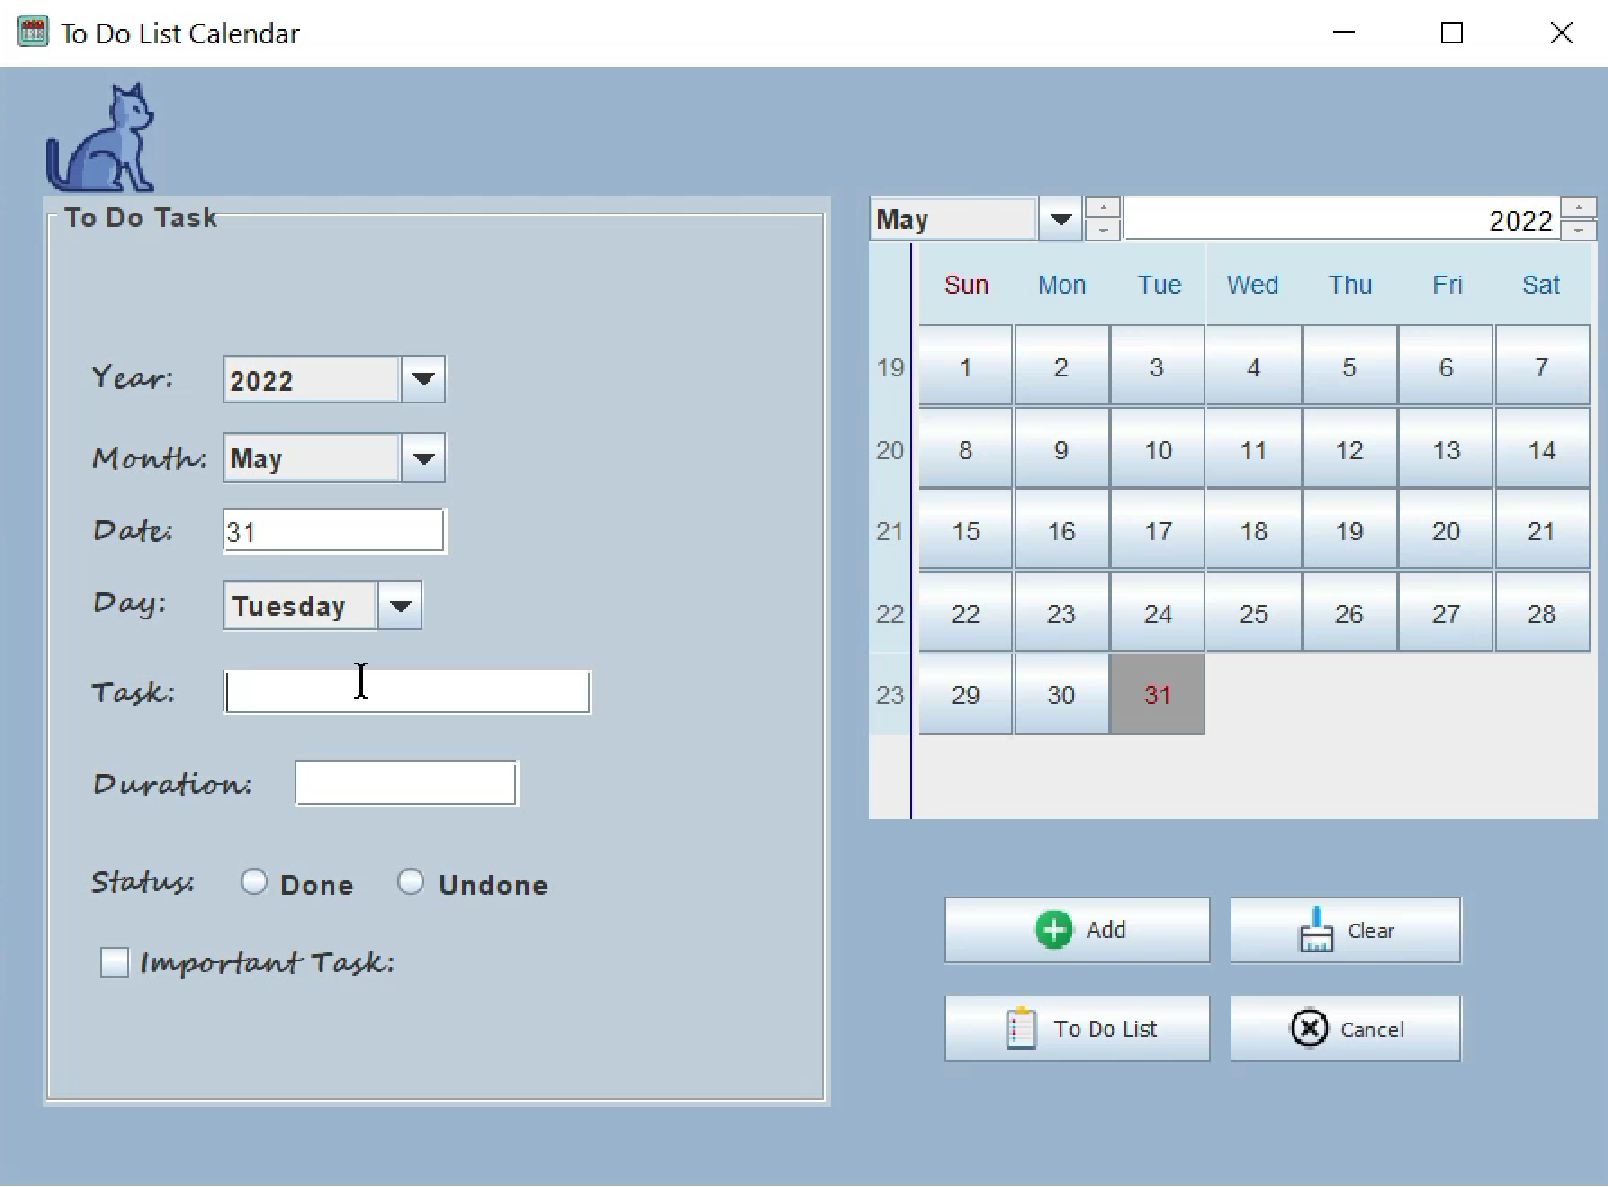 To Do List Calendar
To Do Task
Year: 2022
Month: May
Date: 31
Day: Tuesday
Task:
Duration:
Status: Done Undone
Important Task:
May 2022
Sun Mon Tue Wed Thu Fri Sat
19 1 2 3 4 5 6 7
20 8 9 10 11 12 13 14
21 15 16 17 18 19 20 21
22 22 23 24 25 26 27 28
23 29 30 31
Add Clear
To Do List Cancel